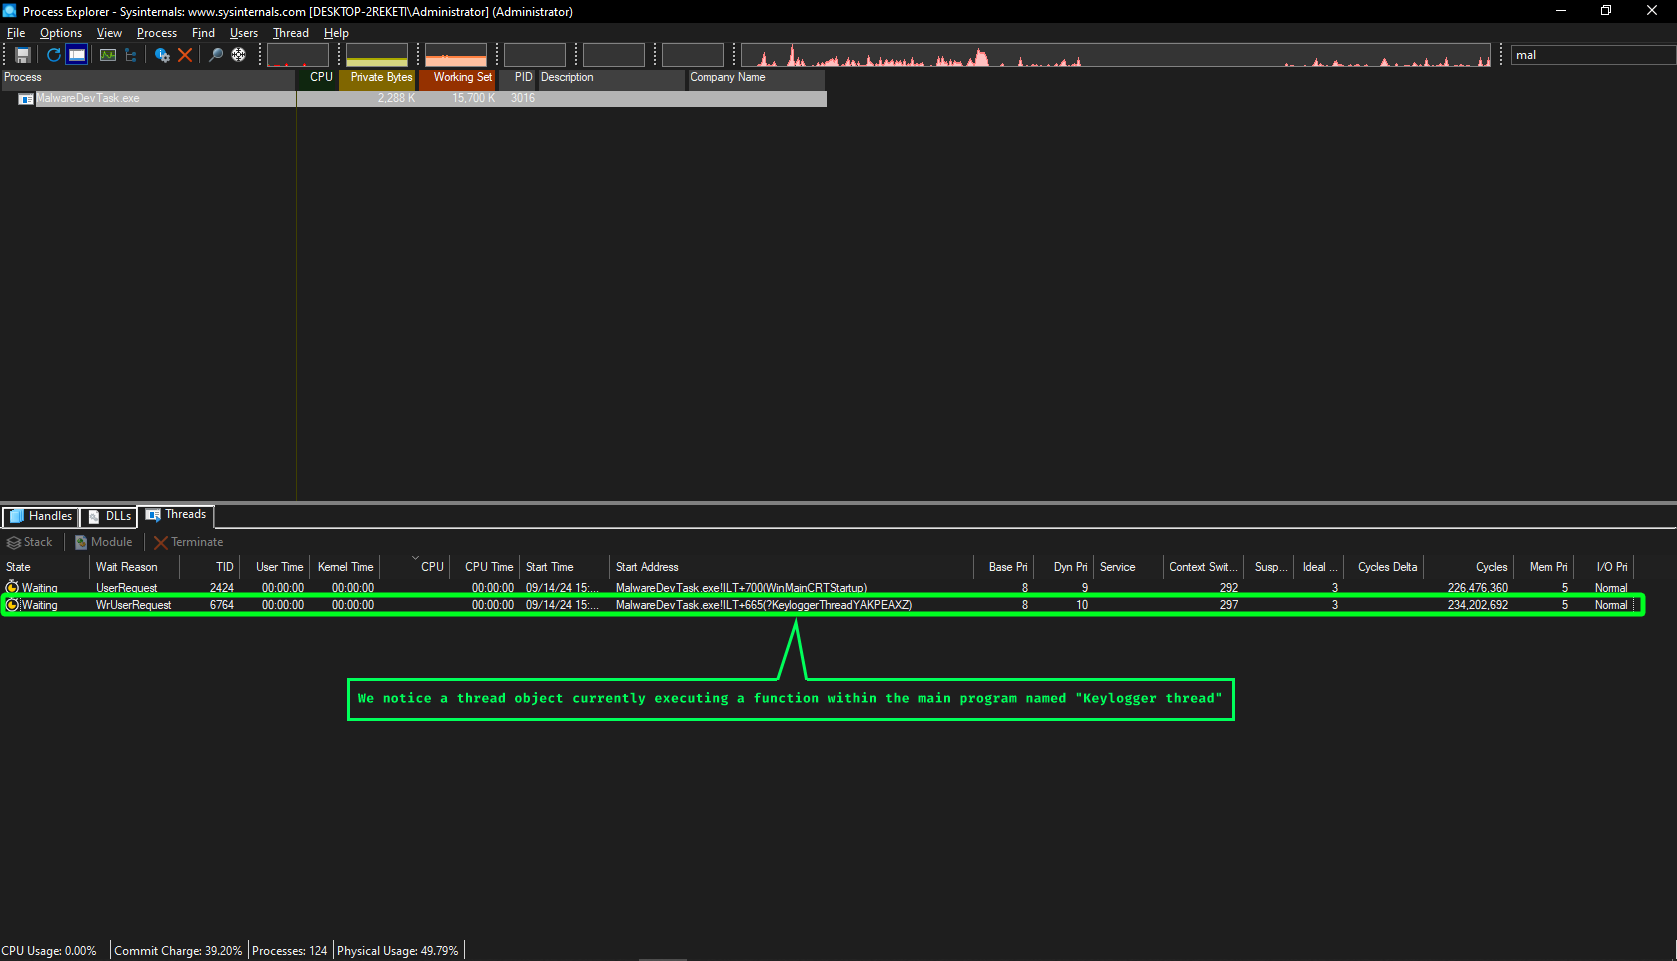 Process Explorer - Sysinternals: www.sysinternals.com [DESKTOP-2REKETI\Administrator] (Administrator)
File Options View Process Find Users Thread Help
mal
Process CPU Private Bytes Working Set PID Description Company Name
MalwareDevTask.exe 2,288 K 15,700 K 3016
Handles DLLs Threads
Stack Module Terminate
State Wait Reason TID User Time Kernel Time CPU CPU Time Start Time Start Address Base Pri Dyn Pri Service Context Swit... Susp... Ideal ... Cycles Delta Cycles Mem Pri I/O Pri
Waiting UserRequest 2424 00:00:00 00:00:00 00:00:00 09/14/24 15:... MalwareDevTask.exe!ILT+700(WinMainCRTStartup) 8 9 292 3 226,476,360 5 Normal
Waiting WrUserRequest 6764 00:00:00 00:00:00 00:00:00 09/14/24 15:... MalwareDevTask.exe!ILT+665(?KeyloggerThreadYAKPEAXZ) 8 10 297 3 234,202,692 5 Normal
We notice a thread object currently executing a function within the main program named "Keylogger thread"
CPU Usage: 0.00% Commit Charge: 39.20% Processes: 124 Physical Usage: 49.79%